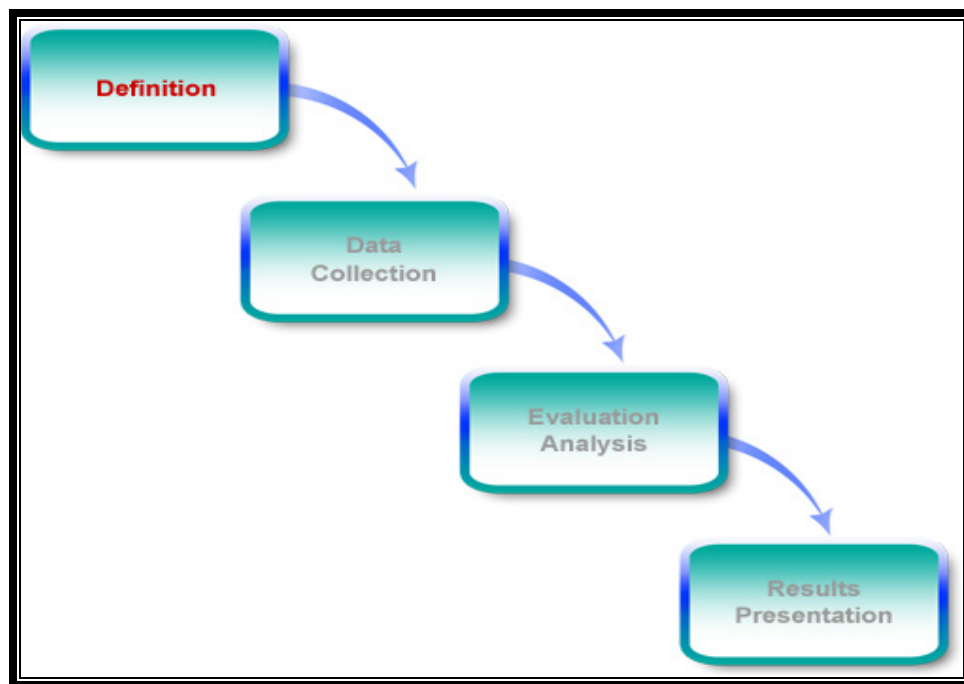 Definition
Data
Collection
Evaluation
Analysis
Results
Presentation